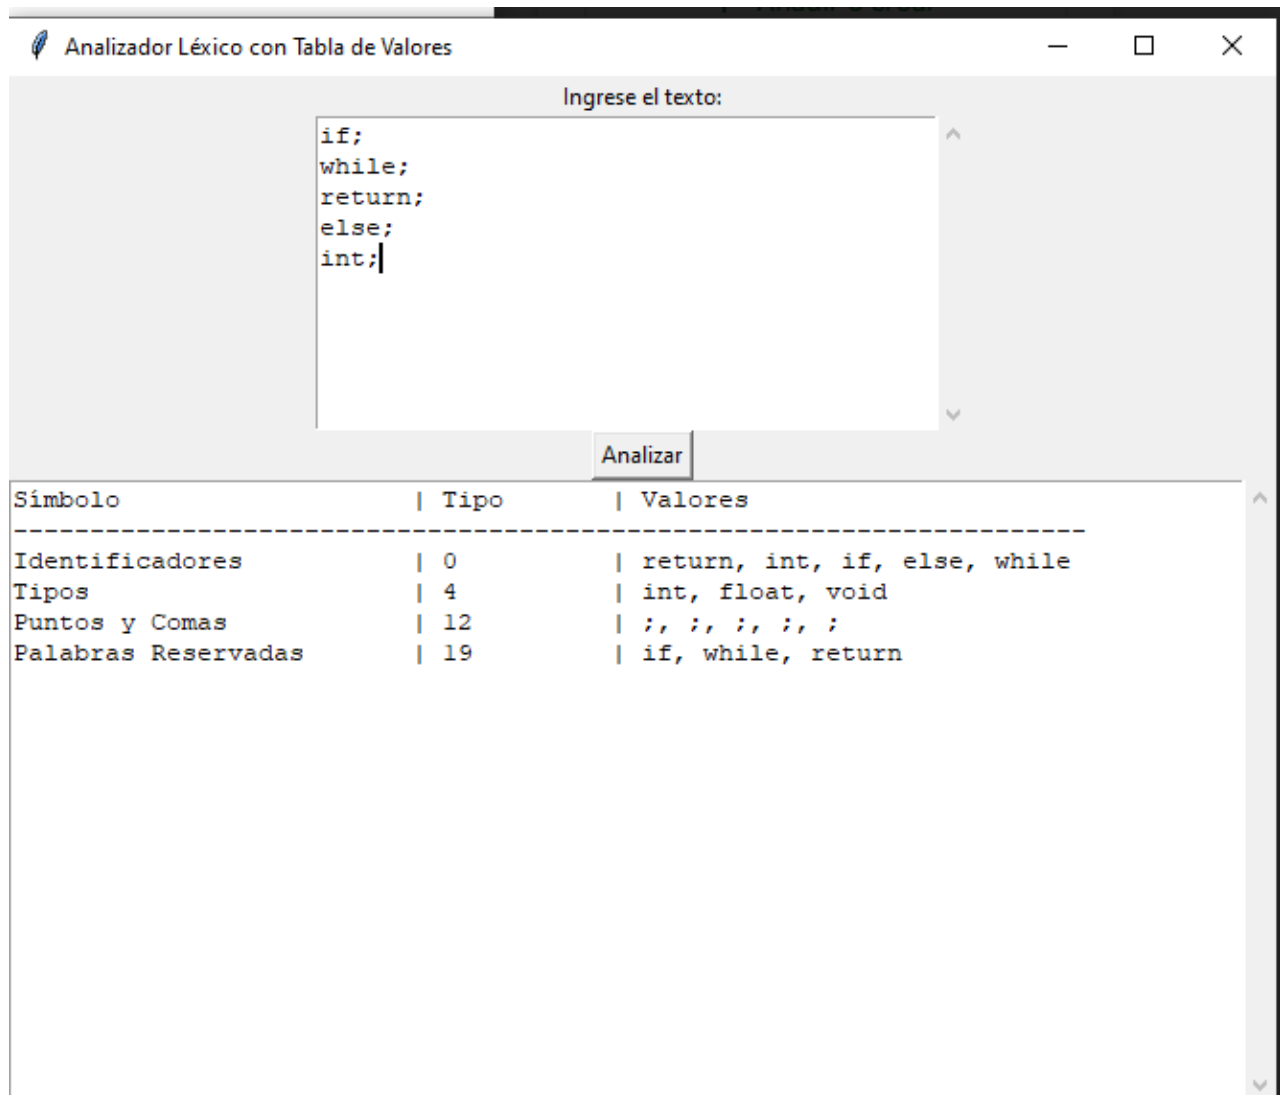 Analizador Léxico con Tabla de Valores
Ingrese el texto:
if;
while;
return;
else;
int;
Analizar
Símbolo | Tipo | Valores
----------------------------------------------------------------------
Identificadores | 0 | return, int, if, else, while
Tipos | 4 | int, float, void
Puntos y Comas | 12 | ;, ;, ;, ;, ;
Palabras Reservadas | 19 | if, while, return